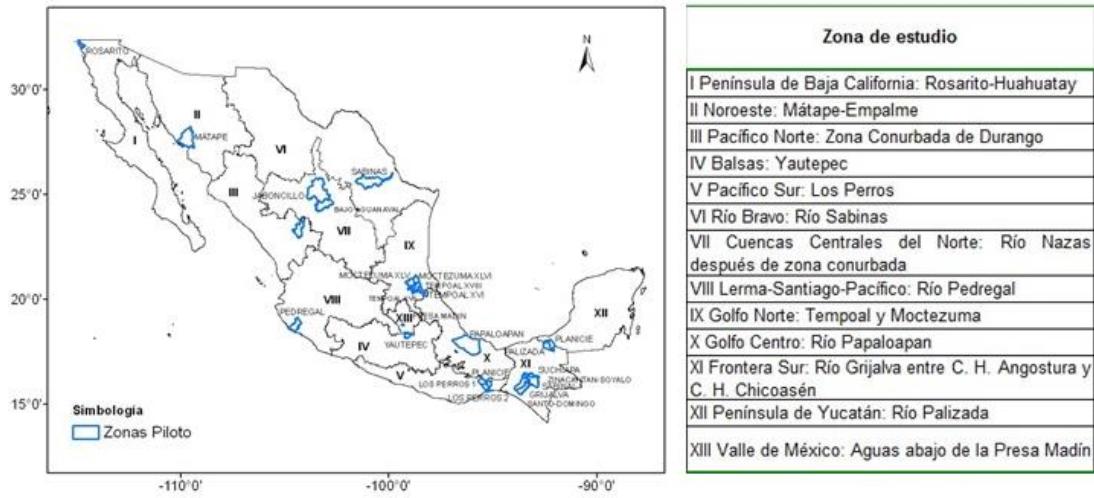 N
ROSARITO
30°0'
II
MÁTAPE
I
VI
SABINAS
25°0'
III
JABONCILLO
BAJO AGUANAVAL
VII
IX
MOCTEZUMA XLV
MOCTEZUMA XLVI
TEMPOAL XVIII
TEMPOAL XVI
20°0'
VIII
PEDREGAL
XIII
PRESA MADIN
XII
YAUTEPEC
PAPALOAPAN
PLANICIE
IV
X
PALIZADA
XI
V
PLANICIE
SUCHIAPA
LOS PERROS 1
ZINACANTAN-SOYALO
SABINAL
LOS PERROS 2
GRIJALVA
SANTO DOMINGO
15°0'
Simbología
Zonas Piloto
-110°0'
-100°0'
-90°0'
Zona de estudio
I Península de Baja California: Rosarito-Huahuatay
II Noroeste: Mátape-Empalme
III Pacífico Norte: Zona Conurbada de Durango
IV Balsas: Yautepec
V Pacífico Sur: Los Perros
VI Río Bravo: Río Sabinas
VII Cuencas Centrales del Norte: Río Nazas
después de zona conurbada
VIII Lerma-Santiago-Pacífico: Río Pedregal
IX Golfo Norte: Tempoal y Moctezuma
X Golfo Centro: Río Papaloapan
XI Frontera Sur: Río Grijalva entre C. H. Angostura y
C. H. Chicoasén
XII Península de Yucatán: Río Palizada
XIII Valle de México: Aguas abajo de la Presa Madín